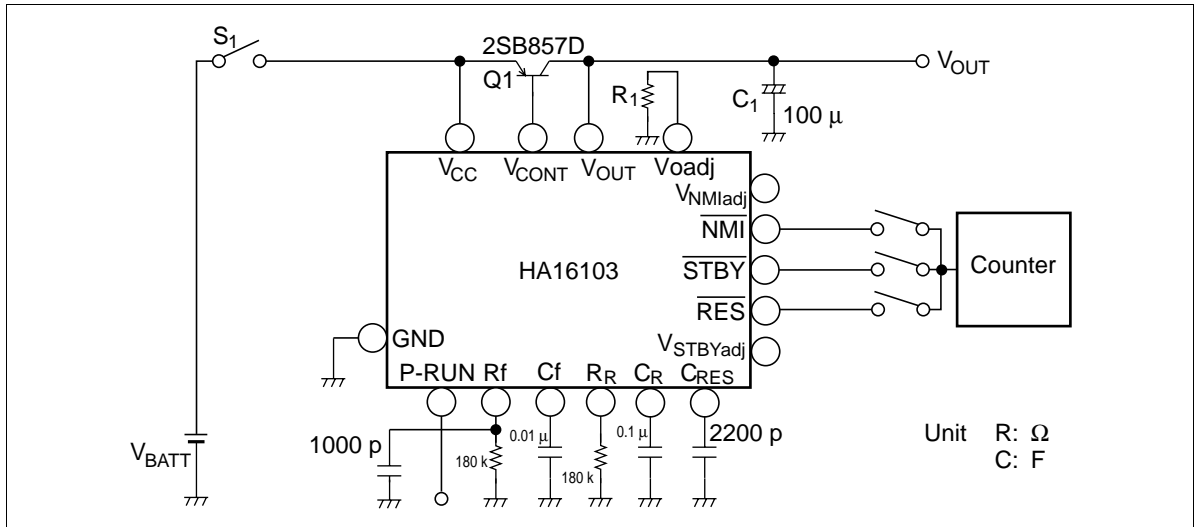 S1
2SB857D
Q1
VOUT
R1
C1
100 μ
VCC
VCONT
VOUT
Voadj
VNMIadj
NMI
HA16103
STBY
Counter
RES
GND
VSTBYadj
P-RUN
Rf
Cf
RR
CR
CRES
1000 p
180 k
0.01 μ
180 k
0.1 μ
2200 p
VBATT
Unit R: Ω
C: F